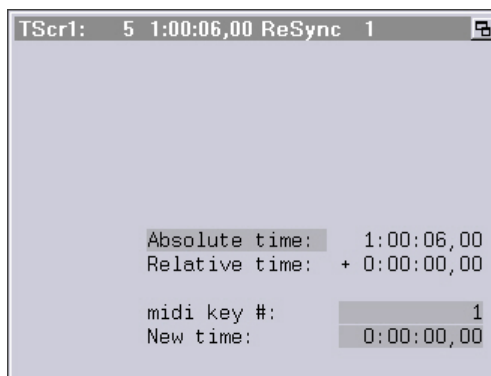 TScr1: 5 1:00:06,00 ReSync 1
Absolute time: 1:00:06,00
Relative time: + 0:00:00,00
midi key #: 1
New time: 0:00:00,00